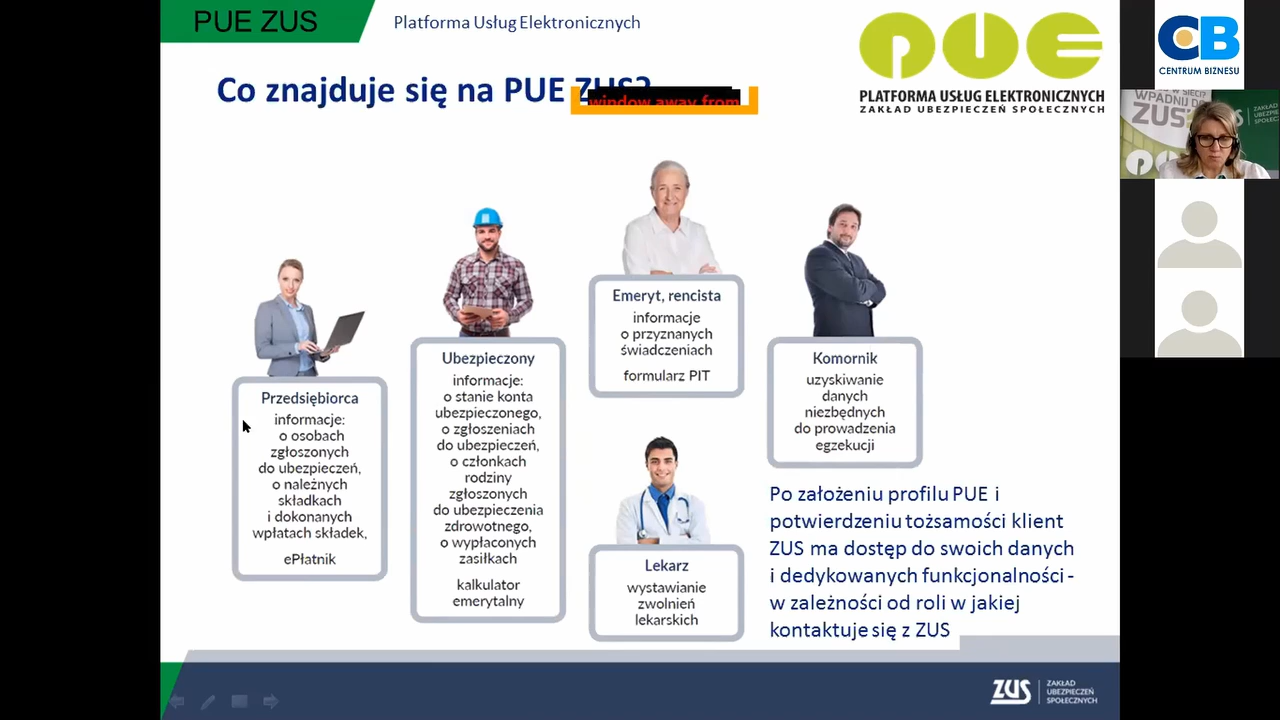 PUE ZUS
Platforma Usług Elektronicznych
PUE
PLATFORMA USŁUG ELEKTRONICZNYCH
ZAKŁAD UBEZPIECZEŃ SPOŁECZNYCH
Co znajduje się na PUE ZUS?
window away from
Przedsiębiorca
informacje:
o osobach
zgłoszonych
do ubezpieczeń,
o należnych
składkach
i dokonanych
wpłatach składek,
ePłatnik
Ubezpieczony
informacje:
o stanie konta
ubezpieczonego,
o zgłoszeniach
do ubezpieczeń,
o członkach
rodziny
zgłoszonych
do ubezpieczenia
zdrowotnego,
o wypłaconych
zasiłkach
kalkulator
emerytalny
Emeryt, rencista
informacje
o przyznanych
świadczeniach
formularz PIT
Lekarz
wystawianie
zwolnień
lekarskich
Komornik
uzyskiwanie
danych
niezbędnych
do prowadzenia
egzekucji
Po założeniu profilu PUE i
potwierdzeniu tożsamości klient
ZUS ma dostęp do swoich danych
i dedykowanych funkcjonalności -
w zależności od roli w jakiej
kontaktuje się z ZUS
ZUS
ZAKŁAD
UBEZPIECZEŃ
SPOŁECZNYCH
CB
CENTRUM BIZNESU
WPADNIJ DO
ZUS